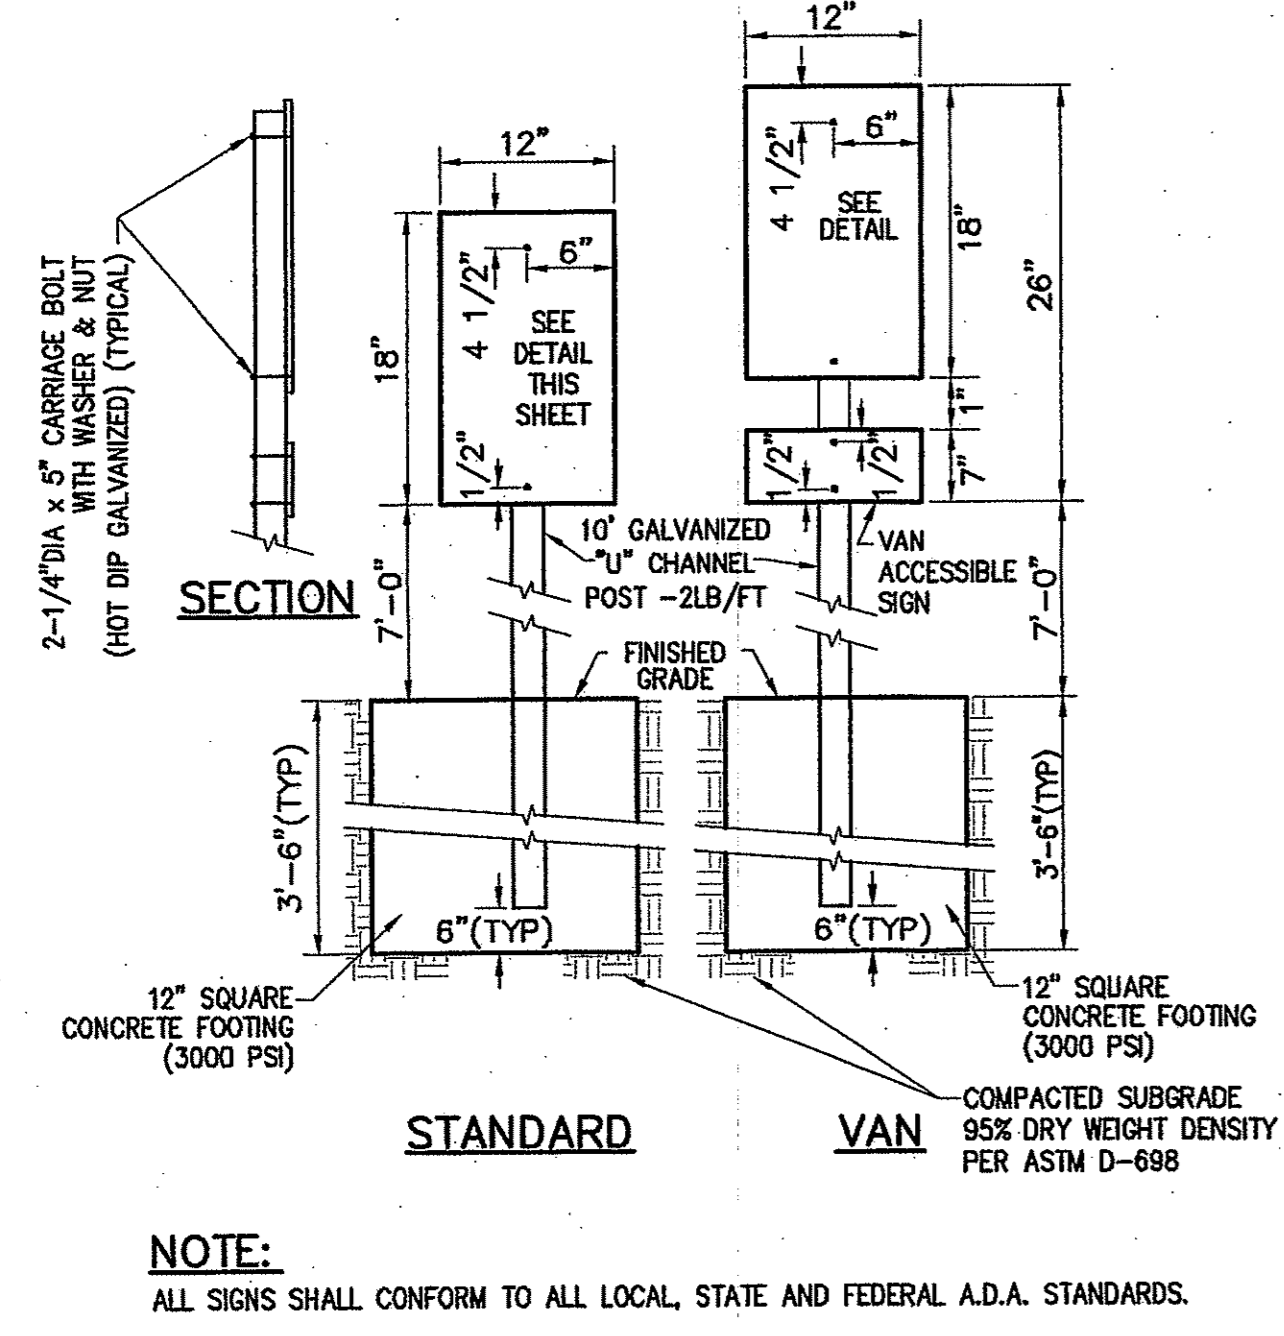 2-1/4"DIA x 5" CARRIAGE BOLT
WITH WASHER & NUT
(HOT DIP GALVANIZED) (TYPICAL)
SECTION
12"
18"
4 1/2"
6"
SEE
DETAIL
THIS
SHEET
1/2"
7'-0"
12"
4 1/2"
6"
SEE
DETAIL
18"
26"
1"
1/2"
1/2"
7"
10' GALVANIZED
"U" CHANNEL
POST -2LB/FT
VAN
ACCESSIBLE
SIGN
7'-0"
FINISHED
GRADE
3'-6"(TYP)
6"(TYP)
6"(TYP)
3'-6"(TYP)
12" SQUARE
CONCRETE FOOTING
(3000 PSI)
12" SQUARE
CONCRETE FOOTING
(3000 PSI)
COMPACTED SUBGRADE
95% DRY WEIGHT DENSITY
PER ASTM D-698
STANDARD
VAN
NOTE:
ALL SIGNS SHALL CONFORM TO ALL LOCAL, STATE AND FEDERAL A.D.A. STANDARDS.